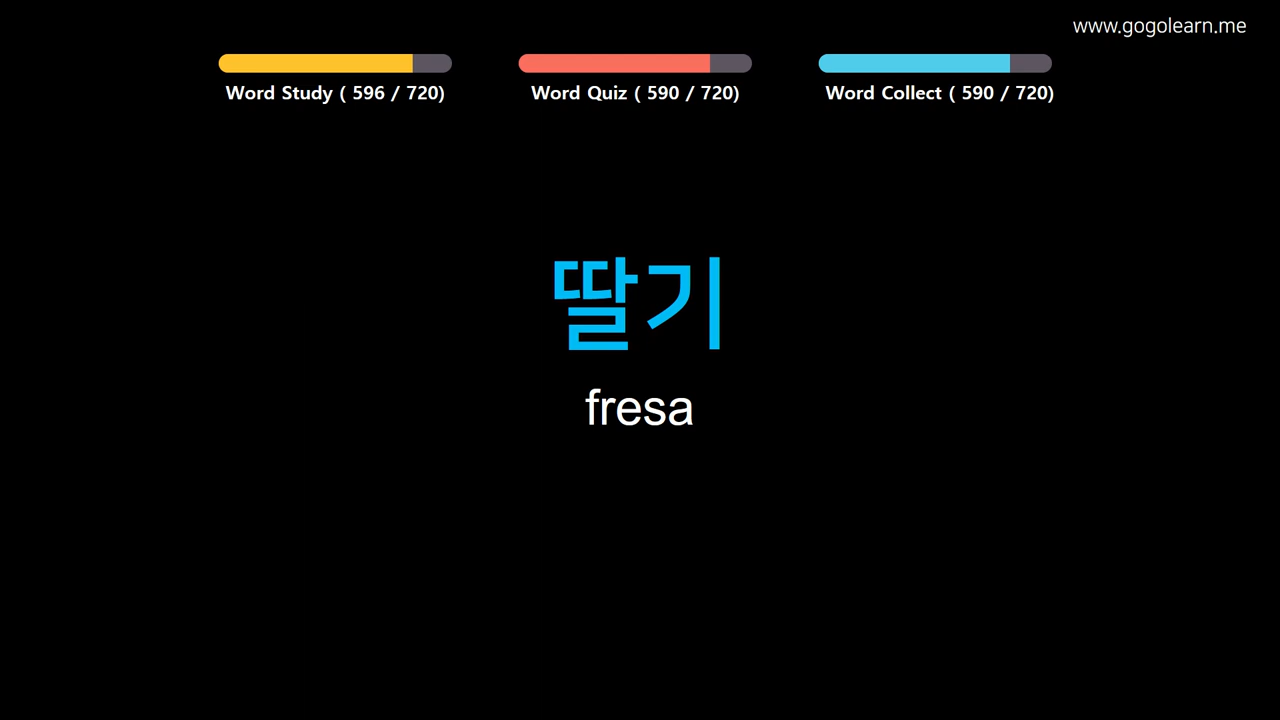 www.gogolearn.me
Word Study ( 596 / 720)
Word Quiz ( 590 / 720)
Word Collect ( 590 / 720)
딸기
fresa